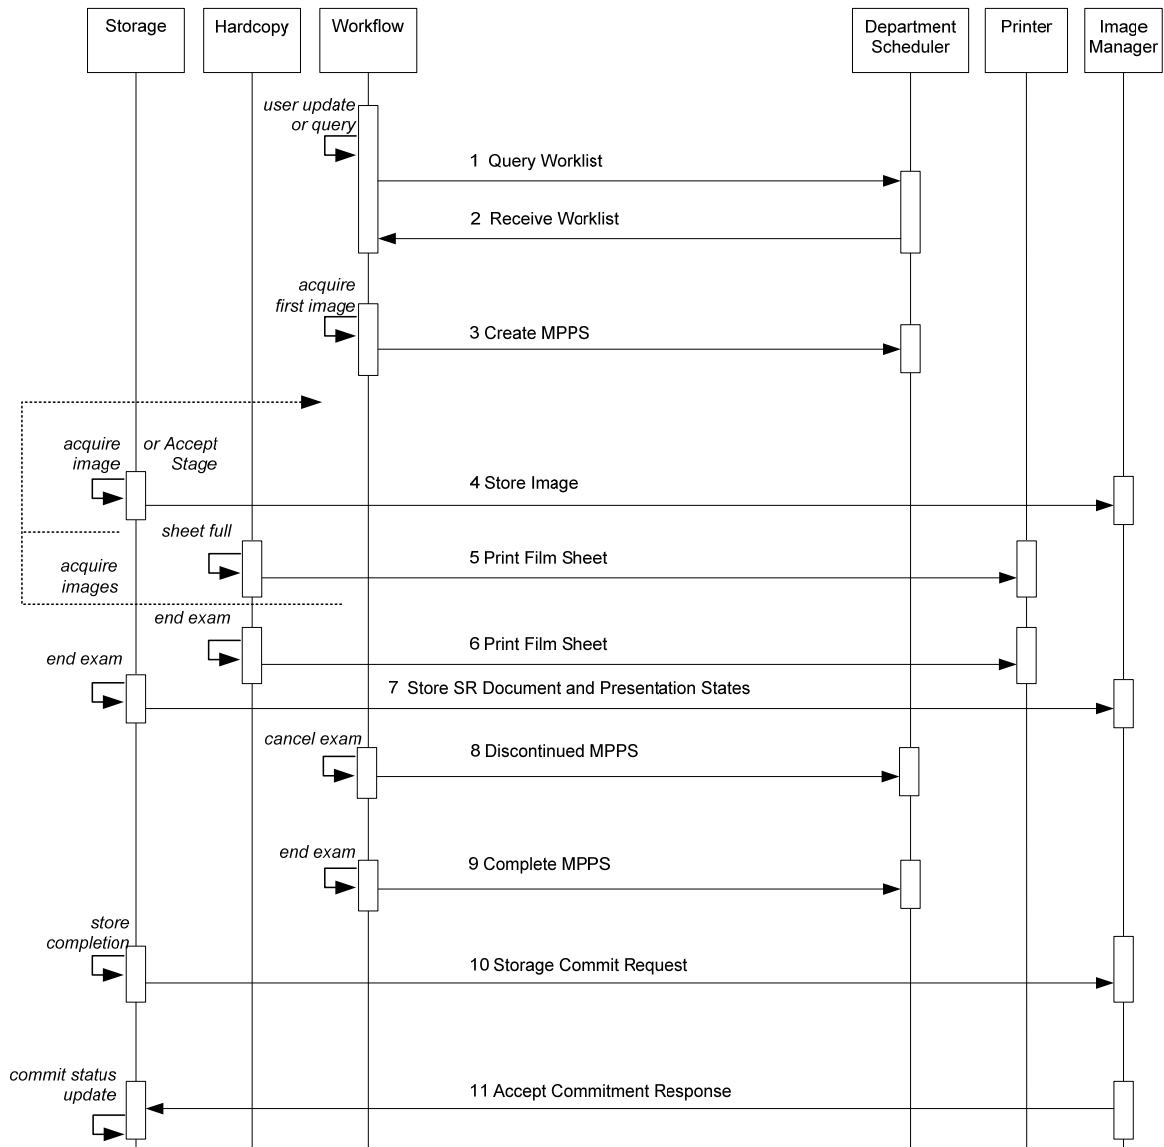 Storage
Hardcopy
Workflow
Department
Scheduler
Printer
Image
Manager
user update
or query
1 Query Worklist
2 Receive Worklist
acquire
first image
3 Create MPPS
acquire
image
or Accept
Stage
4 Store Image
sheet full
5 Print Film Sheet
acquire
images
end exam
6 Print Film Sheet
end exam
7 Store SR Document and Presentation States
cancel exam
8 Discontinued MPPS
end exam
9 Complete MPPS
store
completion
10 Storage Commit Request
commit status
update
11 Accept Commitment Response